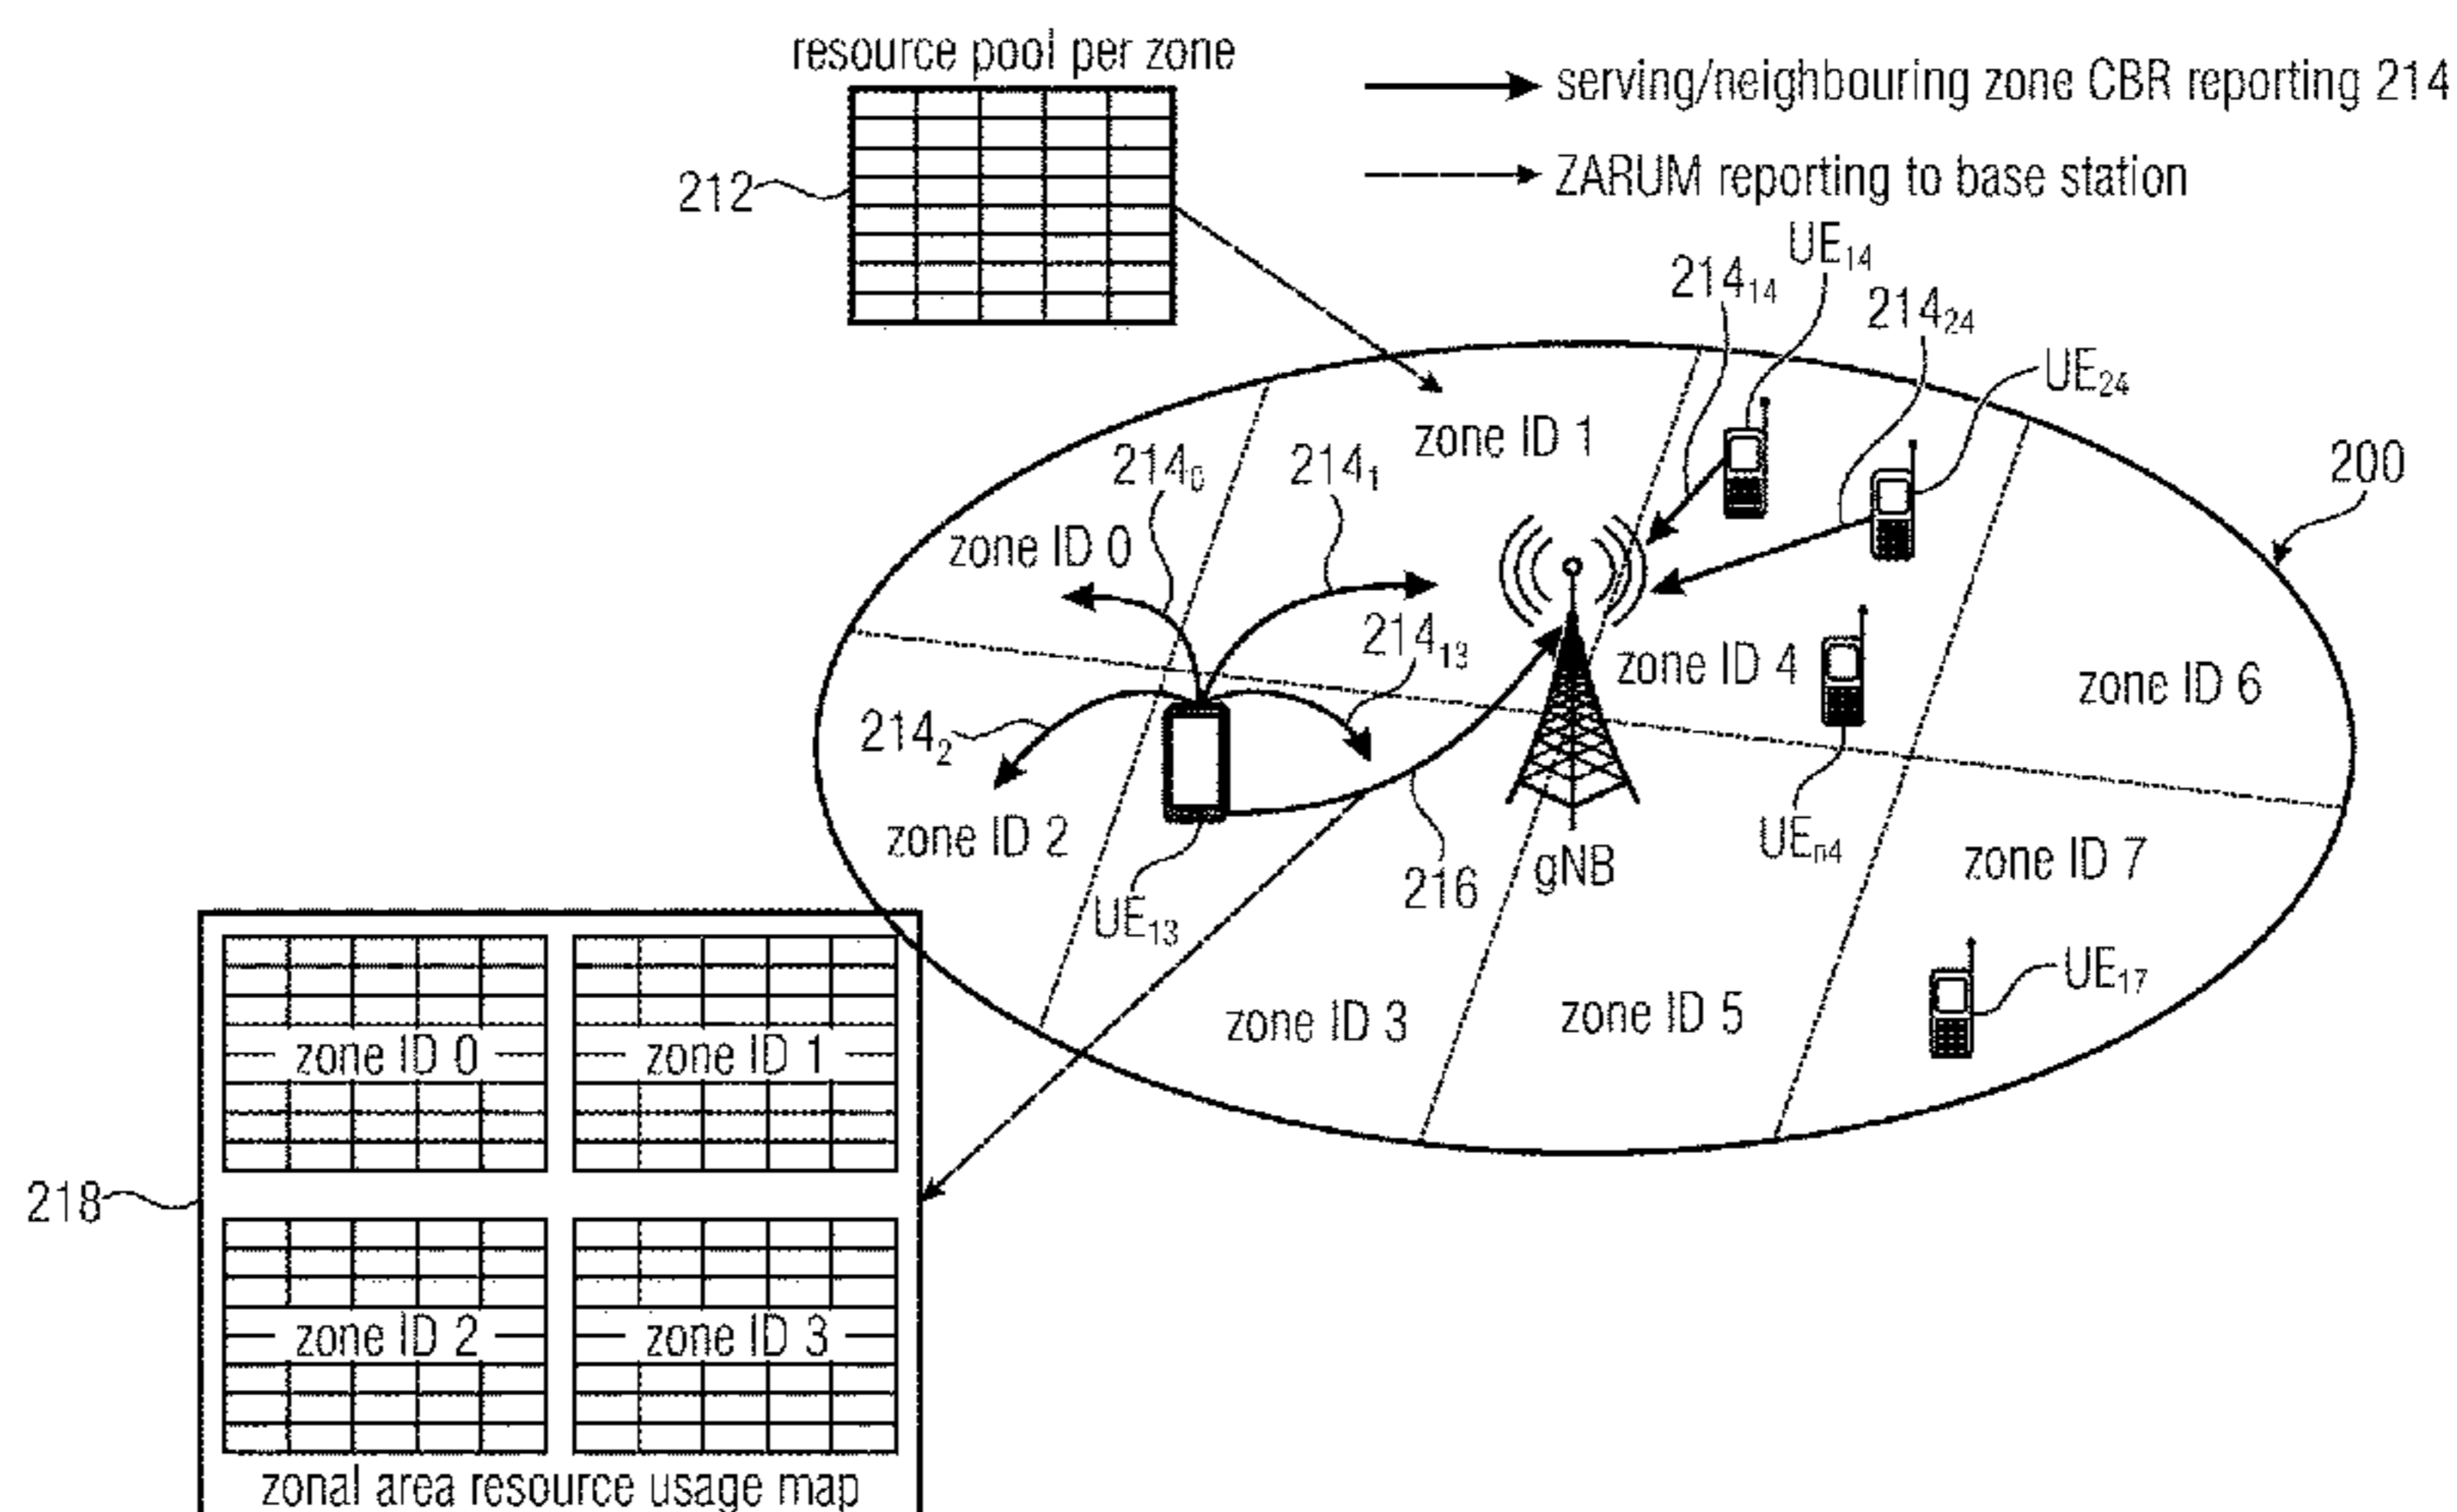 resource pool per zone
serving/neighbouring zone CBR reporting 214
ZARUM reporting to base station
212
UE14
21414
21424
UE24
200
zone ID 1
2140
2141
zone ID 0
21413
zone ID 4
zone ID 6
2142
zone ID 2
UE13
216
gNB
UEn4
zone ID 7
UE17
zone ID 3
zone ID 5
218
zone ID 0
zone ID 1
zone ID 2
zone ID 3
zonal area resource usage map